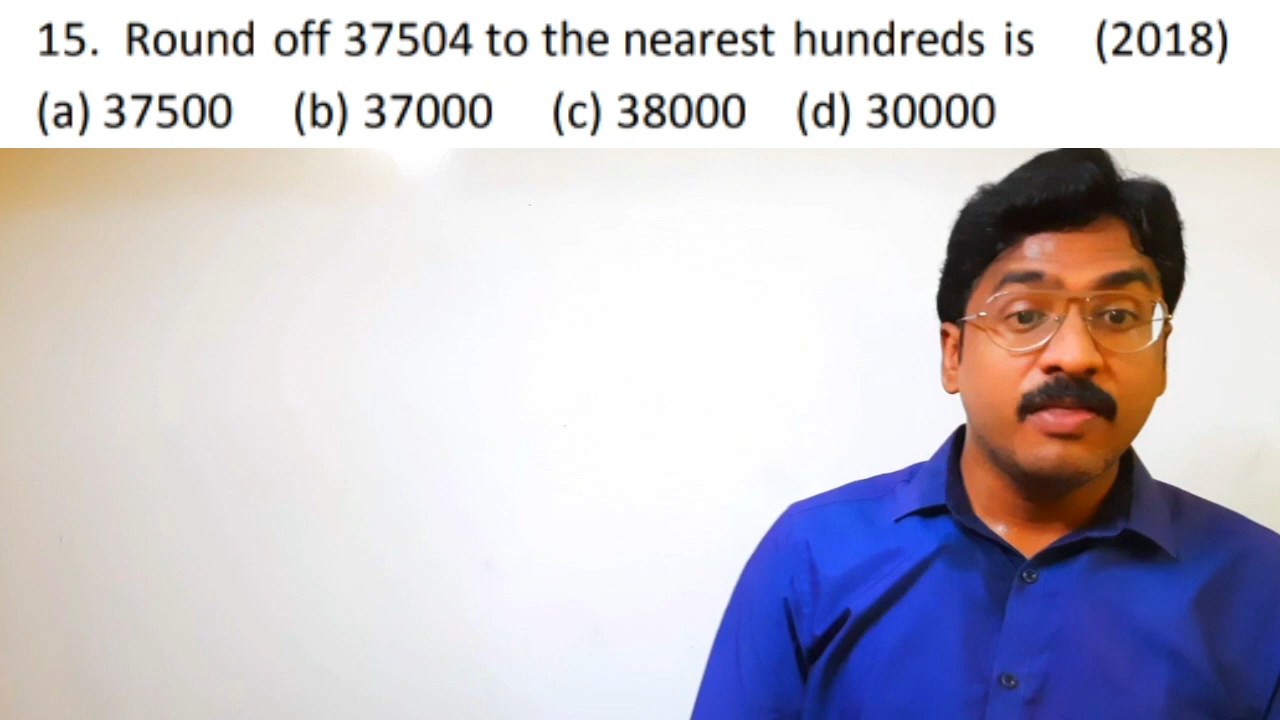 15. Round off 37504 to the nearest hundreds is (2018)
(a) 37500 (b) 37000 (c) 38000 (d) 30000